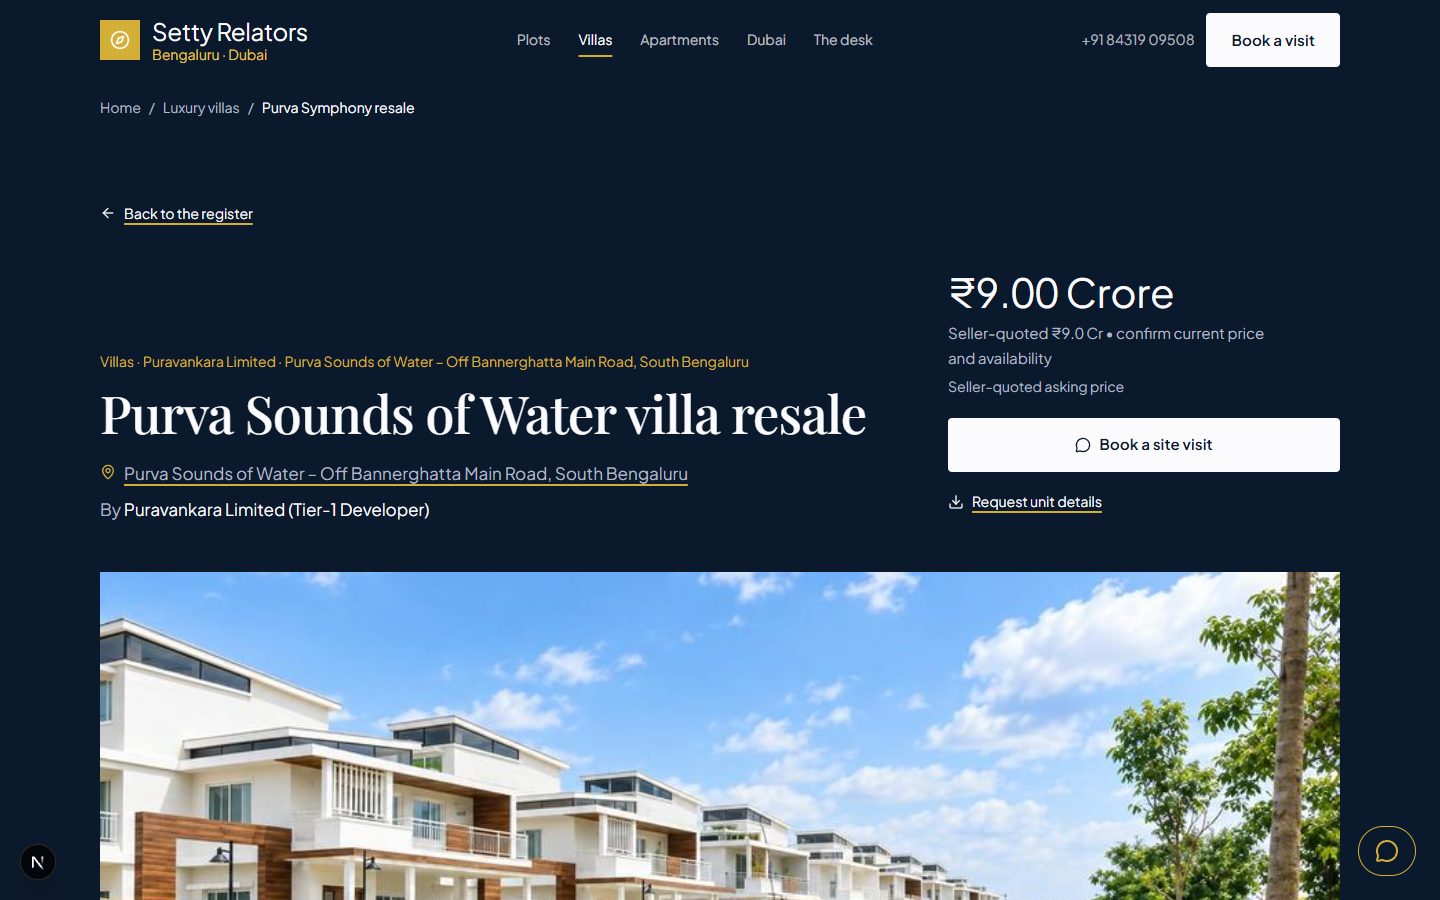 Setty Relators
Bengaluru · Dubai
Plots
Villas
Apartments
Dubai
The desk
+91 84319 09508
Book a visit
Home / Luxury villas / Purva Symphony resale
Back to the register
₹9.00 Crore
Seller-quoted ₹9.0 Cr • confirm current price
and availability
Seller-quoted asking price
Villas · Puravankara Limited · Purva Sounds of Water – Off Bannerghatta Main Road, South Bengaluru
Purva Sounds of Water villa resale
Purva Sounds of Water – Off Bannerghatta Main Road, South Bengaluru
By Puravankara Limited (Tier-1 Developer)
Book a site visit
Request unit details
N